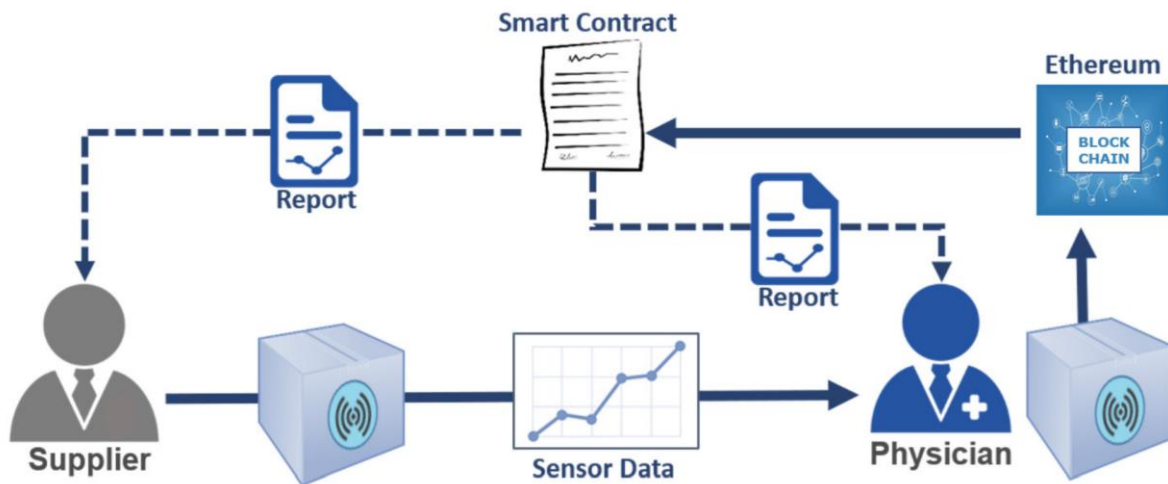 Smart Contract
Ethereum
BLOCK
CHAIN
Report
Report
Supplier
Sensor Data
Physician